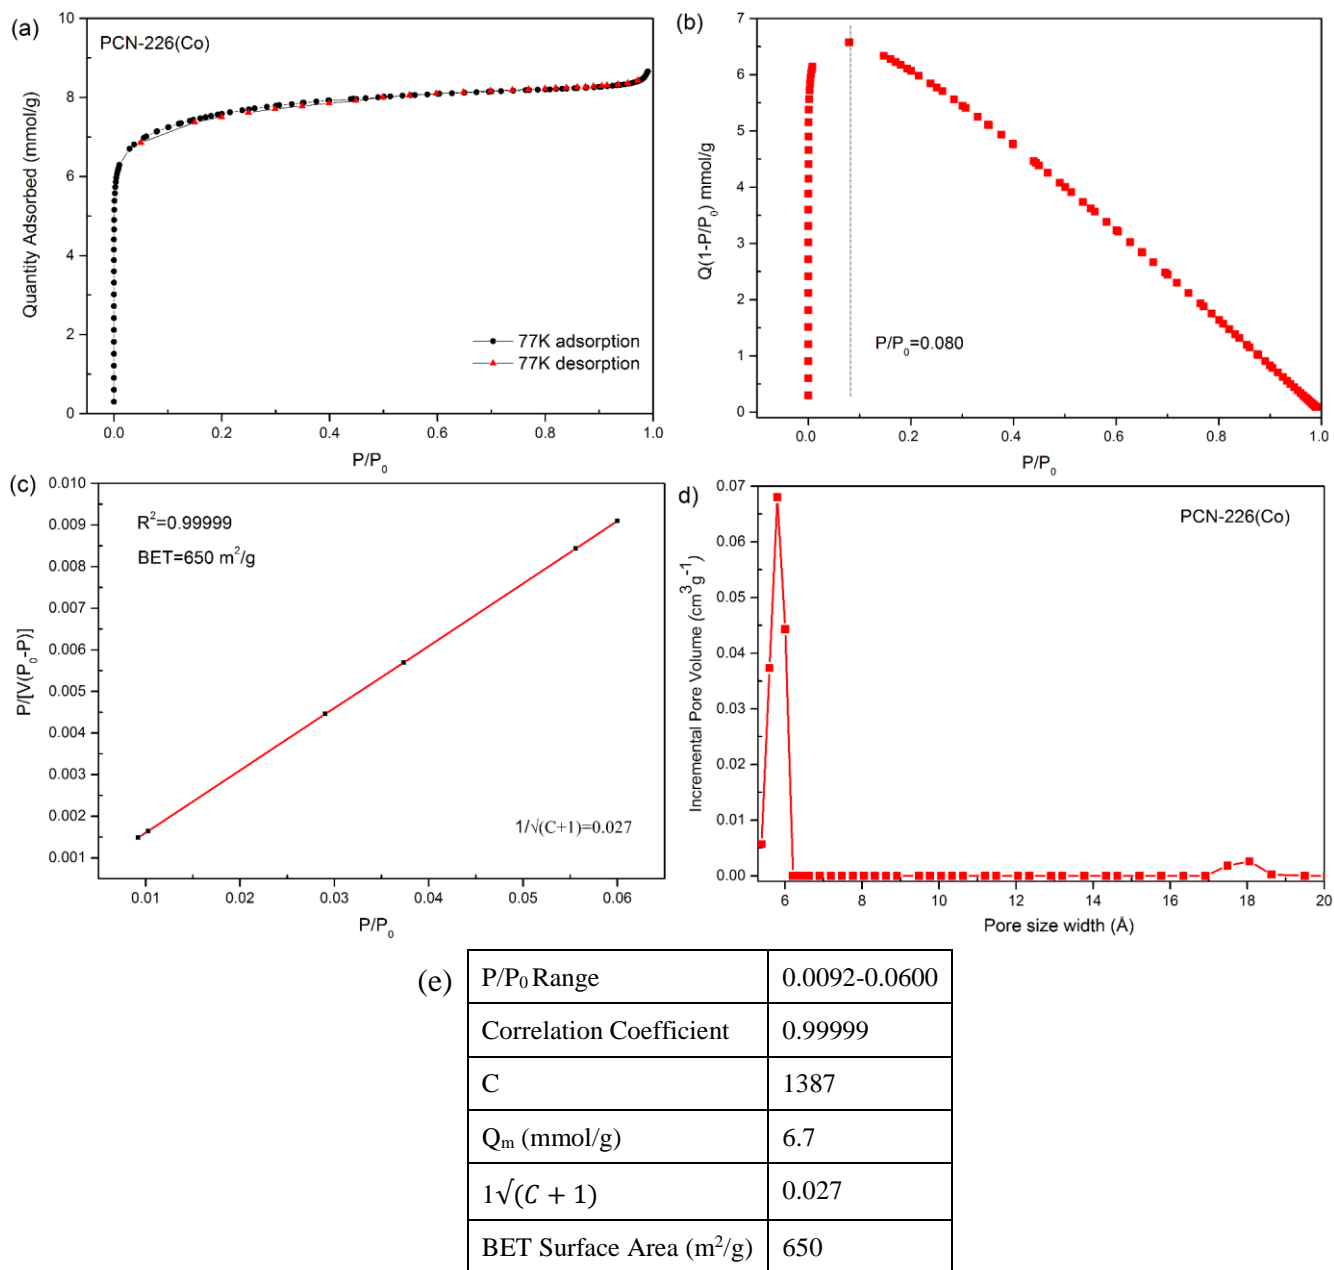 (a)
PCN-226(Co)
10
8
6
4
2
0
Quantity Adsorbed (mmol/g)
77K adsorption
77K desorption
0.0 0.2 0.4 0.6 0.8 1.0
P/P₀
(b)
7
6
5
4
3
2
1
0
Q(1-P/P₀) mmol/g
P/P₀=0.080
0.0 0.2 0.4 0.6 0.8 1.0
P/P₀
(c)
0.010
0.009
0.008
0.007
0.006
0.005
0.004
0.003
0.002
0.001
P/[V(P₀-P)]
R²=0.99999
BET=650 m²/g
1/√(C+1)=0.027
0.01 0.02 0.03 0.04 0.05 0.06
P/P₀
d)
PCN-226(Co)
0.07
0.06
0.05
0.04
0.03
0.02
0.01
0.00
Incremental Pore Volume (cm³g⁻¹)
6 8 10 12 14 16 18 20
Pore size width (Å)
(e)
P/P₀ Range 0.0092-0.0600
Correlation Coefficient 0.99999
C 1387
Qₘ (mmol/g) 6.7
1√(C + 1) 0.027
BET Surface Area (m²/g) 650